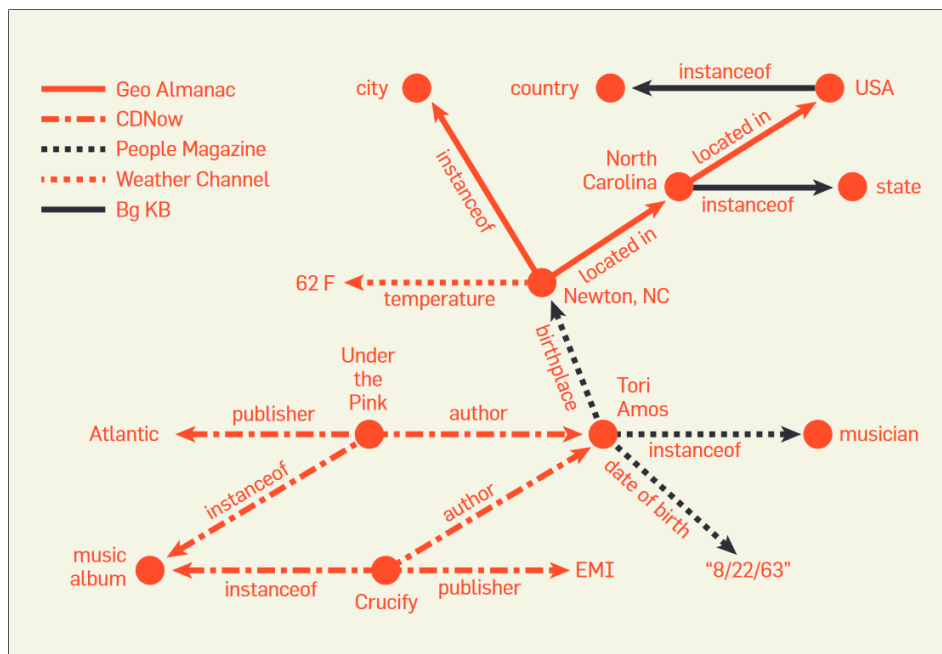 Geo Almanac
CDNow
People Magazine
Weather Channel
Bg KB
city
country
instanceof
USA
instanceof
North
Carolina
located in
instanceof
state
located in
62 F
temperature
Newton, NC
birthplace
Under
the
Pink
Tori
Amos
Atlantic
publisher
author
instanceof
musician
instanceof
author
date of birth
music
album
instanceof
Crucify
publisher
EMI
“8/22/63”